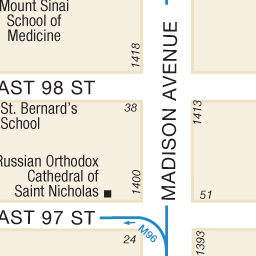 Mount Sinai
School of
Medicine
1418
MADISON AVENUE
AST 98 ST
St. Bernard's
School
38
1413
Russian Orthodox
Cathedral of
Saint Nicholas
1400
51
AST 97 ST
M96
24
1393